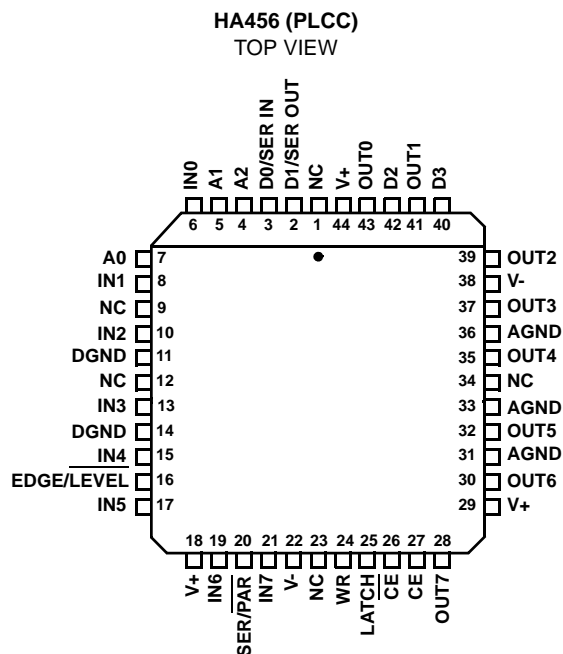 HA456 (PLCC)
TOP VIEW
IN0 A1 A2 D0/SER IN D1/SER OUT NC V+ OUT0 D2 OUT1 D3
6 5 4 3 2 1 44 43 42 41 40
A0 7
IN1 8
NC 9
IN2 10
DGND 11
NC 12
IN3 13
DGND 14
IN4 15
EDGE/LEVEL 16
IN5 17
39 OUT2
38 V-
37 OUT3
36 AGND
35 OUT4
34 NC
33 AGND
32 OUT5
31 AGND
30 OUT6
29 V+
18 19 20 21 22 23 24 25 26 27 28
V+ IN6 SER/PAR IN7 V- NC WR LATCH CE CE OUT7